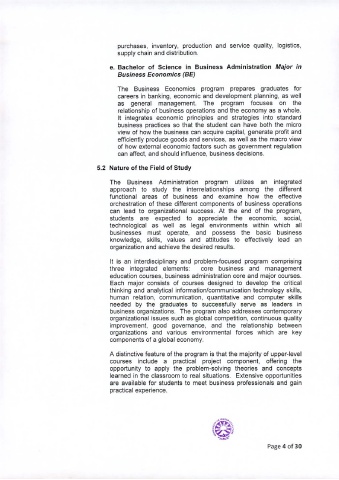 purchases, inventory, production and service quality, logistics,
supply chain and distribution.
e. Bachelor of Science in Business Administration Major in
Business Economics (BE)
The Business Economics program prepares graduates for
careers in banking, economic and development planning, as well
as general management. The program focuses on the
relationship of business operations and the economy as a whole.
It integrates economic principles and strategies into standard
business practices so that the student can have both the micro
view of how the business can acquire capital, generate profit and
efficiently produce goods and services, as well as the macro view
of how external economic factors such as government regulation
can affect, and should influence, business decisions.
5.2 Nature of the Field of Study
The Business Administration program utilizes an integrated
approach to study the interrelationships among the different
functional areas of business and examine how the effective
orchestration of these different components of business operations
can lead to organizational success. At the end of the program,
students are expected to appreciate the economic, social,
technological as well as legal environments within which all
businesses must operate, and possess the basic business
knowledge, skills, values and attitudes to effectively lead an
organization and achieve the desired results.
It is an interdisciplinary and problem-focused program comprising
three integrated elements: core business and management
education courses, business administration core and major courses.
Each major consists of courses designed to develop the critical
thinking and analytical information/communication technology skills,
human relation, communication, quantitative and computer skills
needed by the graduates to successfully serve as leaders in
business organizations. The program also addresses contemporary
organizational issues such as global competition, continuous quality
improvement, good governance, and the relationship between
organizations and various environmental forces which are key
components of a global economy.
A distinctive feature of the program is that the majority of upper-level
courses include a practical project component, offering the
opportunity to apply the problem-solving theories and concepts
learned in the classroom to real situations. Extensive opportunities
are available for students to meet business professionals and gain
practical experience.
Page 4 of 30